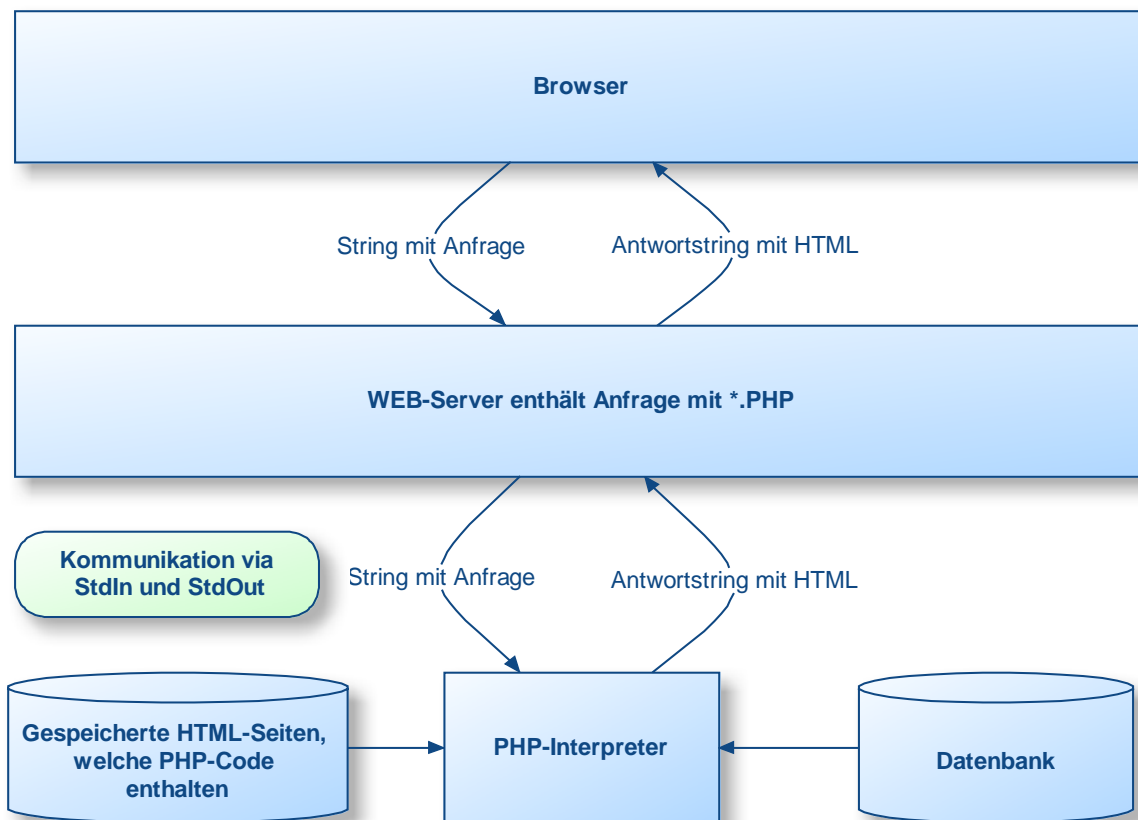 Browser
String mit Anfrage
Antwortstring mit HTML
WEB-Server enthält Anfrage mit *.PHP
Kommunikation via
StdIn und StdOut
String mit Anfrage
Antwortstring mit HTML
Gespeicherte HTML-Seiten,
welche PHP-Code
enthalten
PHP-Interpreter
Datenbank